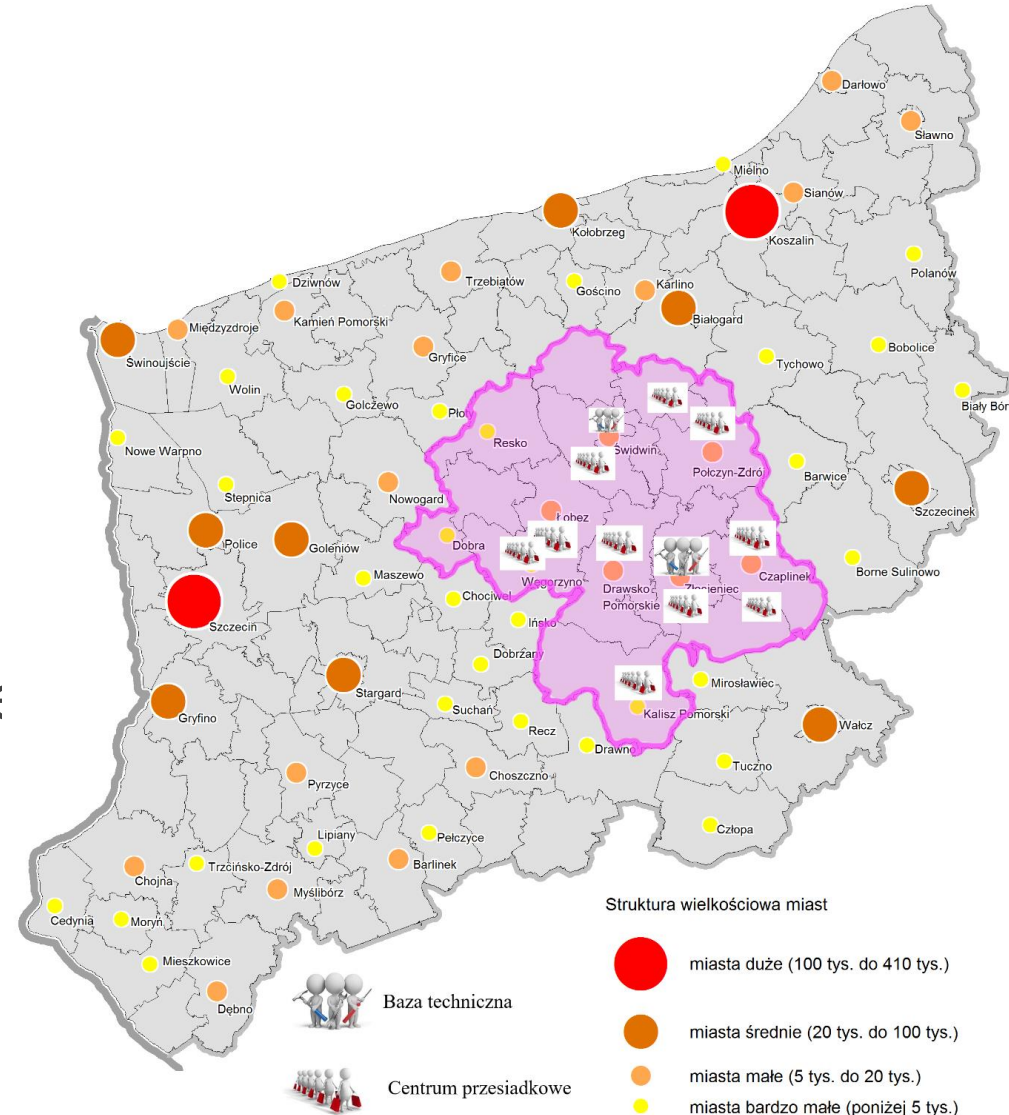 Darłowo
Sławno
Mielno
Sianów
Koszalin
Kołobrzeg
Polanów
Trzebiatów
Gościno
Karlino
Dziwnów
Kamień Pomorski
Białogard
Międzyzdroje
Świnoujście
Gryfice
Tychowo
Bobolice
Wolin
Golczewo
Płoty
Biały Bór
Nowe Warpno
Resko
Świdwin
Połczyn-Zdrój
Barwice
Stepnica
Nowogard
Szczecinek
Łobez
Police
Goleniów
Dobra
Maszewo
Węgorzyno
Drawsko
Pomorskie
Złocieniec
Czaplinek
Borne Sulinowo
Chociwel
Szczecin
Ińsko
Dobrzany
Stargard
Mirosławiec
Gryfino
Suchań
Kalisz Pomorski
Recz
Wałcz
Drawno
Tuczno
Pyrzyce
Choszczno
Człopa
Lipiany
Pełczyce
Trzcińsko-Zdrój
Barlinek
Chojna
Myślibórz
Cedynia
Moryń
Mieszkowice
Dębno
Struktura wielkościowa miast
miasta duże (100 tys. do 410 tys.)
Baza techniczna
miasta średnie (20 tys. do 100 tys.)
miasta małe (5 tys. do 20 tys.)
Centrum przesiadkowe
miasta bardzo małe (poniżej 5 tys.)